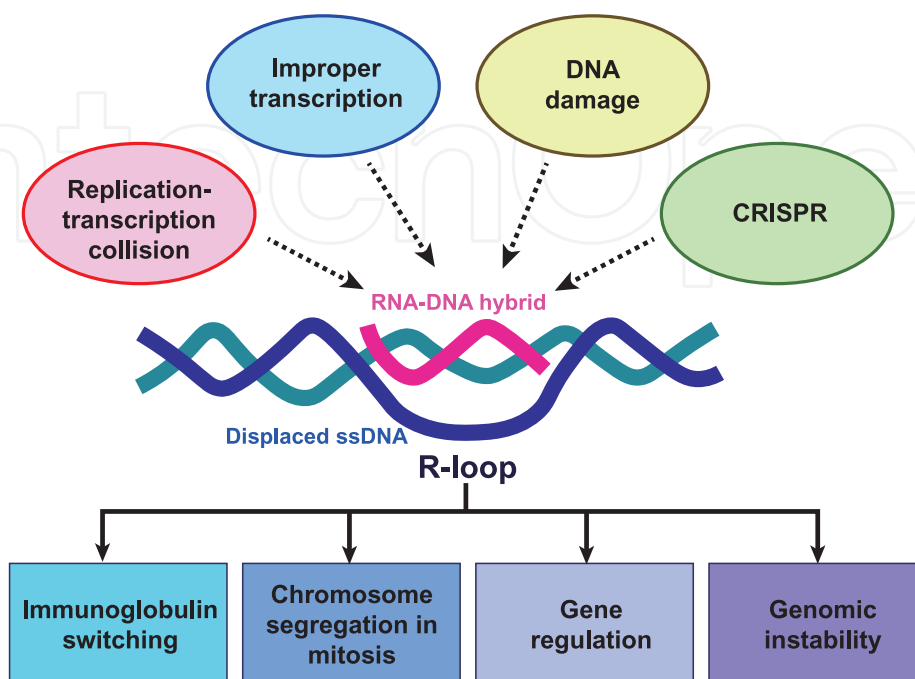 Improper
transcription
DNA
damage
Replication-
transcription
collision
CRISPR
RNA-DNA hybrid
Displaced ssDNA
R-loop
Immunoglobulin
switching
Chromosome
segregation in
mitosis
Gene
regulation
Genomic
instability
ntechOpe